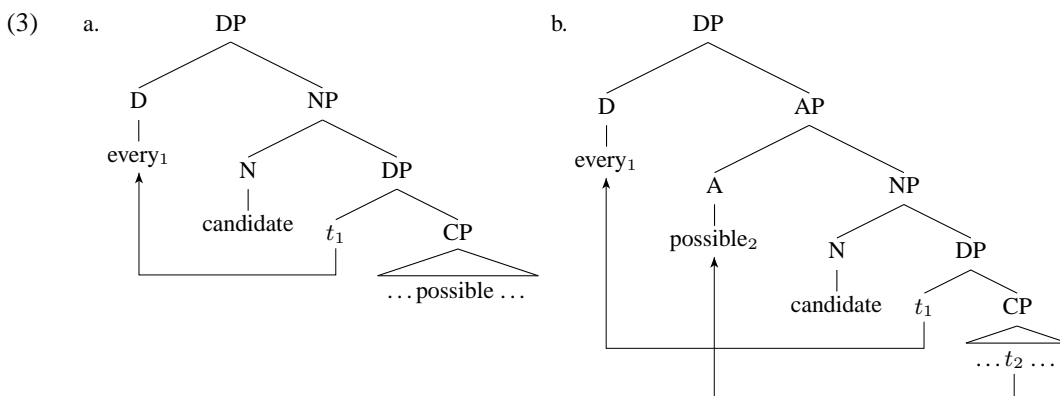 (3) a. DP b. DP
D NP D AP
every₁ N DP every₁ A NP
candidate t₁ CP possible₂ N DP
… possible … candidate t₁ CP
… t₂ …